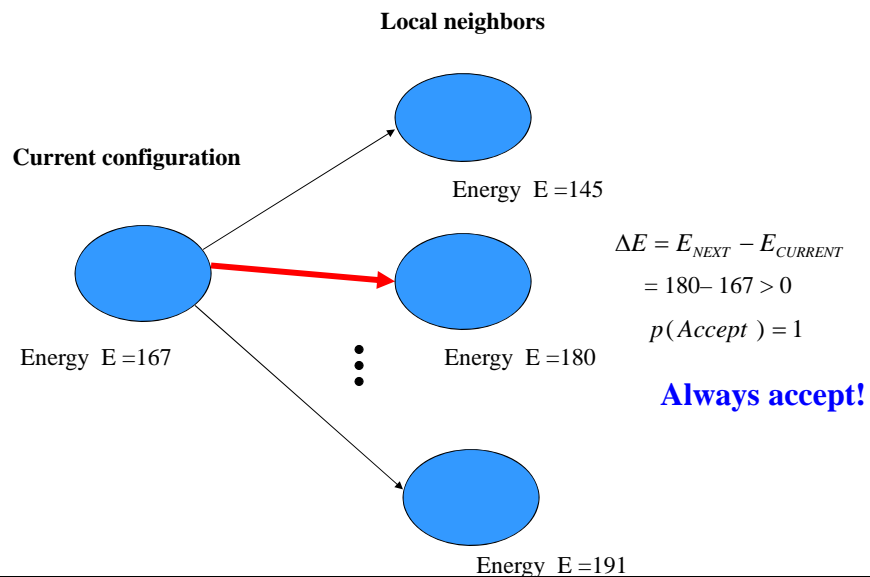 Local neighbors
Current configuration
Energy E =145
ΔE = E_NEXT − E_CURRENT
= 180– 167 > 0
p(Accept ) = 1
Energy E =167
Energy E =180
Always accept!
Energy E =191